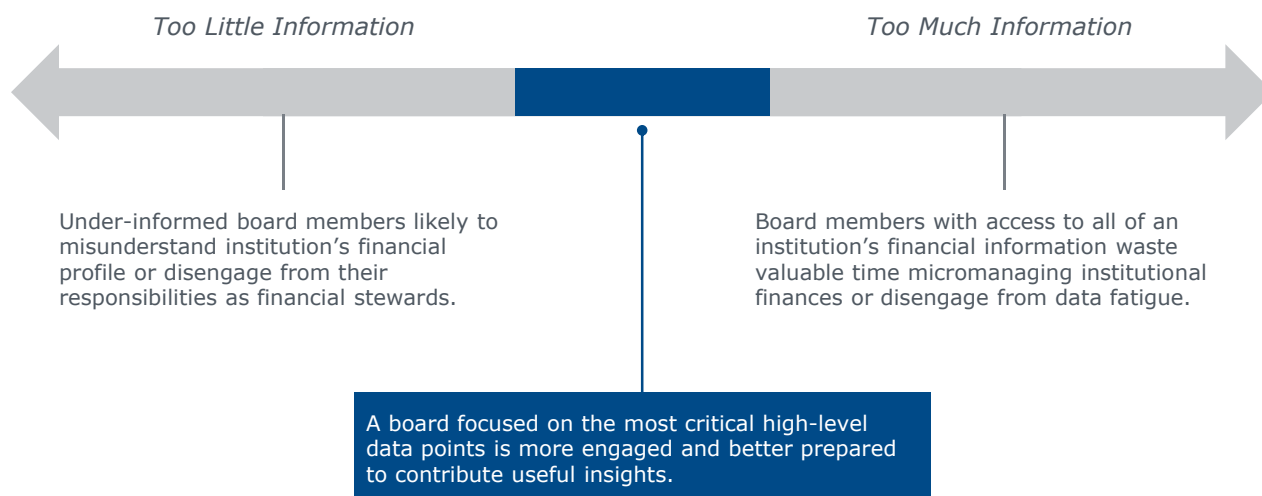 Too Little Information
Too Much Information
Under-informed board members likely to
misunderstand institution’s financial
profile or disengage from their
responsibilities as financial stewards.
Board members with access to all of an
institution’s financial information waste
valuable time micromanaging institutional
finances or disengage from data fatigue.
A board focused on the most critical high-level
data points is more engaged and better prepared
to contribute useful insights.